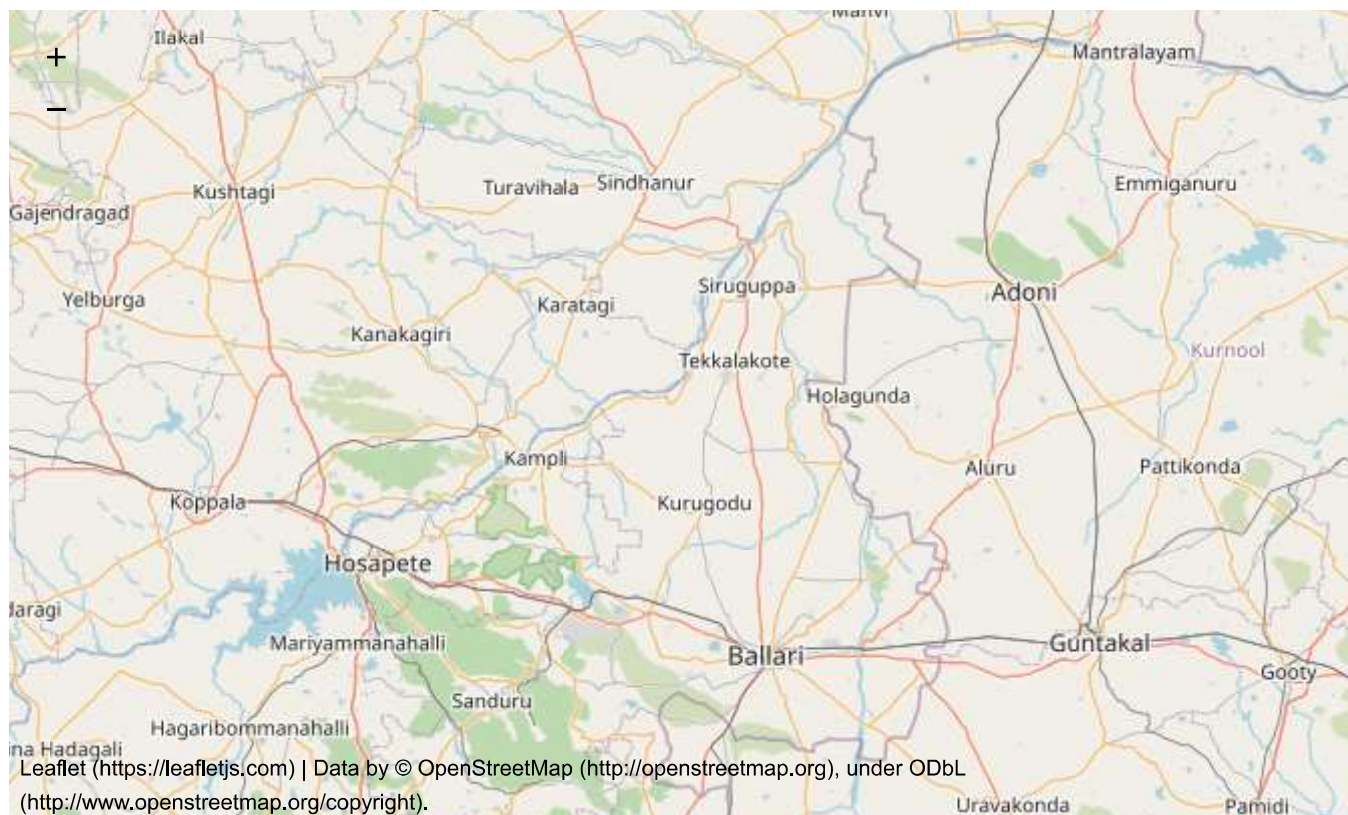 Manvi
Ilakal
+
Mantralayam
−
Turavihala
Sindhanur
Emmiganuru
Kushtagi
Gajendragad
Siruguppa
Adoni
Yelburga
Karatagi
Kanakagiri
Kurnool
Tekkalakote
Holagunda
Kampli
Aluru
Pattikonda
Koppala
Kurugodu
Hosapete
daragi
Mariyammanahalli
Ballari
Guntakal
Gooty
Sanduru
Hagaribommanahalli
ina Hadagali
Leaflet (https://leafletjs.com) | Data by © OpenStreetMap (http://openstreetmap.org), under ODbL
(http://www.openstreetmap.org/copyright).
Uravakonda
Pamidi